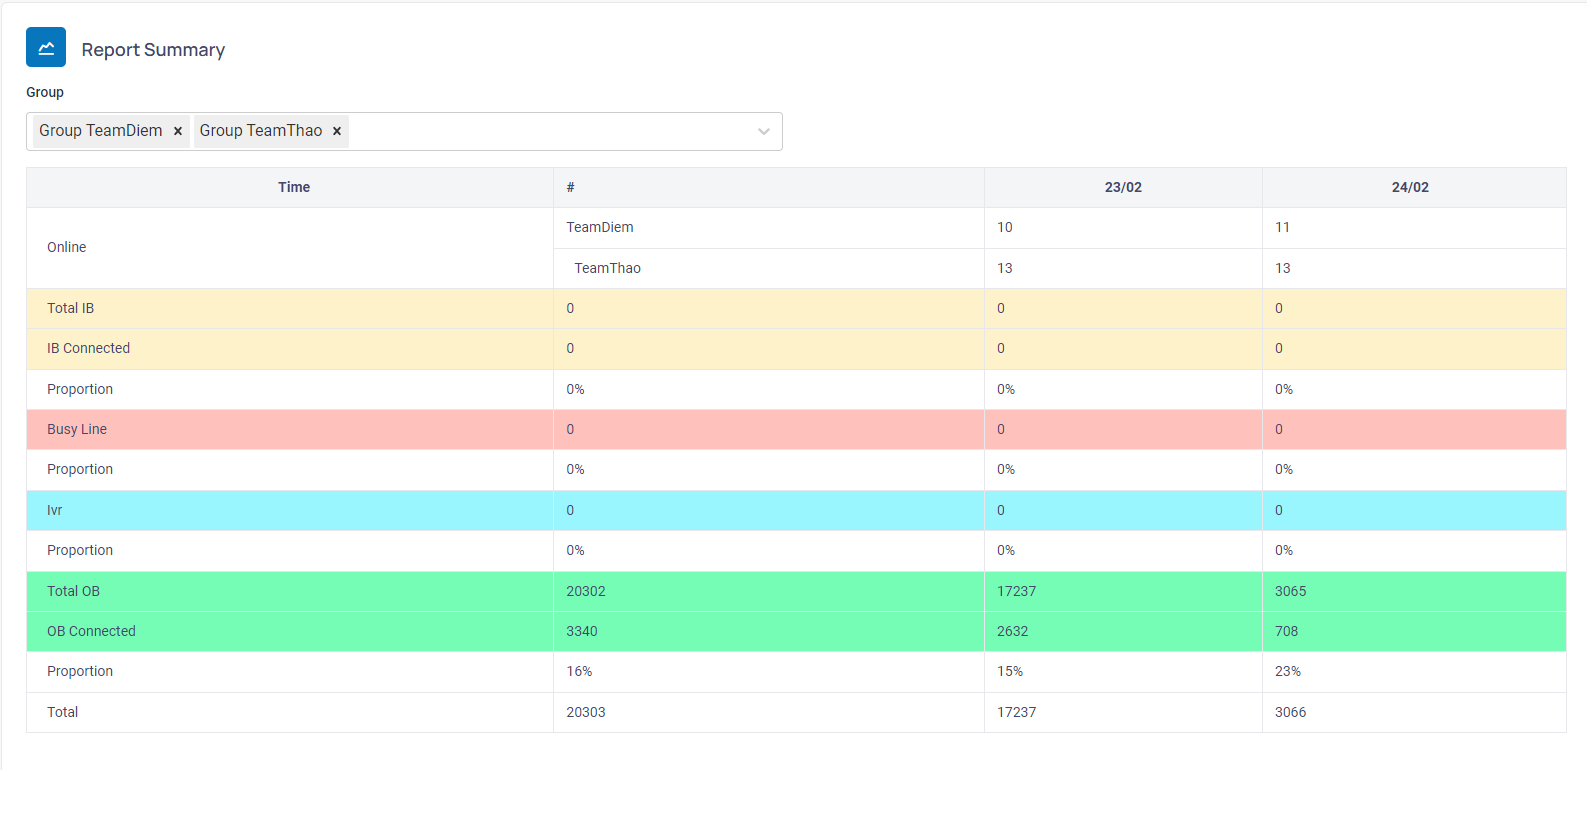 Report Summary
Group
Group TeamDiem × Group TeamThao ×
Time # 23/02 24/02
Online TeamDiem 10 11
TeamThao 13 13
Total IB 0 0 0
IB Connected 0 0 0
Proportion 0% 0% 0%
Busy Line 0 0 0
Proportion 0% 0% 0%
Ivr 0 0 0
Proportion 0% 0% 0%
Total OB 20302 17237 3065
OB Connected 3340 2632 708
Proportion 16% 15% 23%
Total 20303 17237 3066